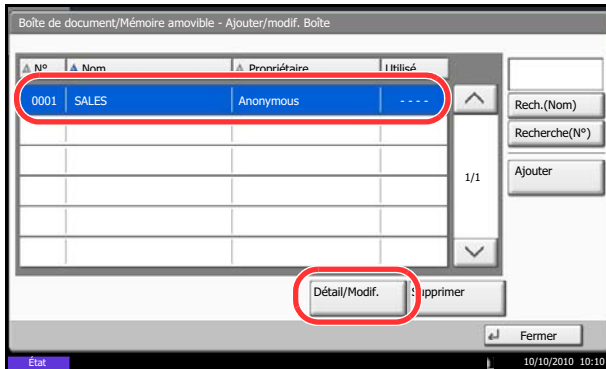 Boîte de document/Mémoire amovible - Ajouter/modif. Boîte
N° Nom Propriétaire Utilisé
0001 SALES Anonymous - - - -
Rech.(Nom)
Recherche(N°)
1/1
Ajouter
Détail/Modif. Supprimer
Fermer
État 10/10/2010 10:10